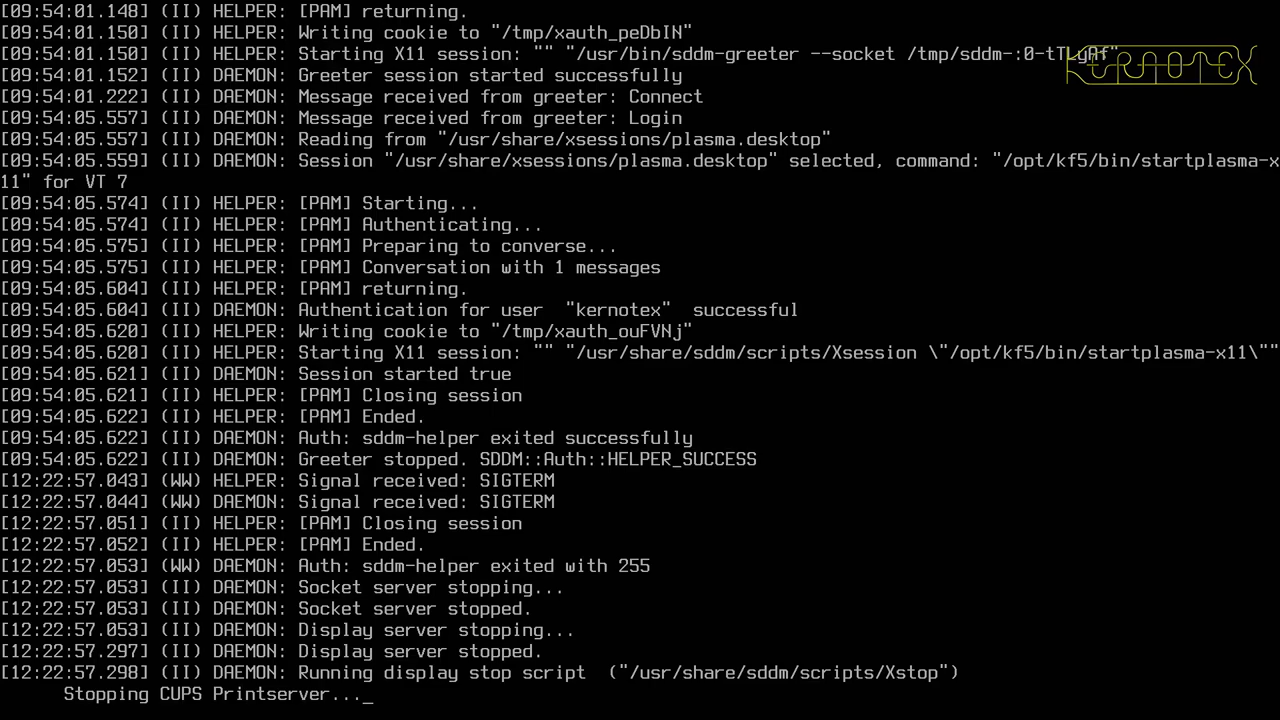 [09:54:01.148] (II) HELPER: [PAM] returning.
[09:54:01.150] (II) HELPER: Writing cookie to "/tmp/xauth_peDbIN"
[09:54:01.150] (II) HELPER: Starting X11 session: "" "/usr/bin/sddm-greeter --socket /tmp/sddm-:0-tTLyAf"
KERNOTEX
[09:54:01.152] (II) DAEMON: Greeter session started successfully
[09:54:01.222] (II) DAEMON: Message received from greeter: Connect
[09:54:05.557] (II) DAEMON: Message received from greeter: Login
[09:54:05.557] (II) DAEMON: Reading from "/usr/share/xsessions/plasma.desktop"
[09:54:05.559] (II) DAEMON: Session "/usr/share/xsessions/plasma.desktop" selected, command: "/opt/kf5/bin/startplasma-x
11" for VT 7
[09:54:05.574] (II) HELPER: [PAM] Starting...
[09:54:05.574] (II) HELPER: [PAM] Authenticating...
[09:54:05.575] (II) HELPER: [PAM] Preparing to converse...
[09:54:05.575] (II) HELPER: [PAM] Conversation with 1 messages
[09:54:05.604] (II) HELPER: [PAM] returning.
[09:54:05.604] (II) DAEMON: Authentication for user  "kernotex"  successful
[09:54:05.620] (II) HELPER: Writing cookie to "/tmp/xauth_ouFVNj"
[09:54:05.620] (II) HELPER: Starting X11 session: "" "/usr/share/sddm/scripts/Xsession \"/opt/kf5/bin/startplasma-x11\""
[09:54:05.621] (II) DAEMON: Session started true
[09:54:05.621] (II) HELPER: [PAM] Closing session
[09:54:05.622] (II) HELPER: [PAM] Ended.
[09:54:05.622] (II) DAEMON: Auth: sddm-helper exited successfully
[09:54:05.622] (II) DAEMON: Greeter stopped. SDDM::Auth::HELPER_SUCCESS
[12:22:57.043] (WW) HELPER: Signal received: SIGTERM
[12:22:57.044] (WW) DAEMON: Signal received: SIGTERM
[12:22:57.051] (II) HELPER: [PAM] Closing session
[12:22:57.052] (II) HELPER: [PAM] Ended.
[12:22:57.053] (WW) DAEMON: Auth: sddm-helper exited with 255
[12:22:57.053] (II) DAEMON: Socket server stopping...
[12:22:57.053] (II) DAEMON: Socket server stopped.
[12:22:57.053] (II) DAEMON: Display server stopping...
[12:22:57.297] (II) DAEMON: Display server stopped.
[12:22:57.298] (II) DAEMON: Running display stop script  ("/usr/share/sddm/scripts/Xstop")
Stopping CUPS Printserver..._